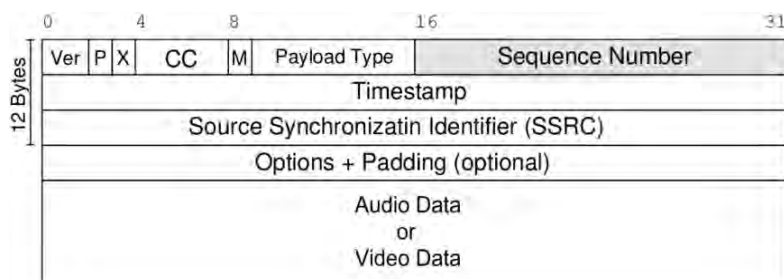 0 4 8 16 31
Ver P X CC M Payload Type Sequence Number
12 Bytes
Timestamp
Source Synchronizatin Identifier (SSRC)
Options + Padding (optional)
Audio Data
or
Video Data